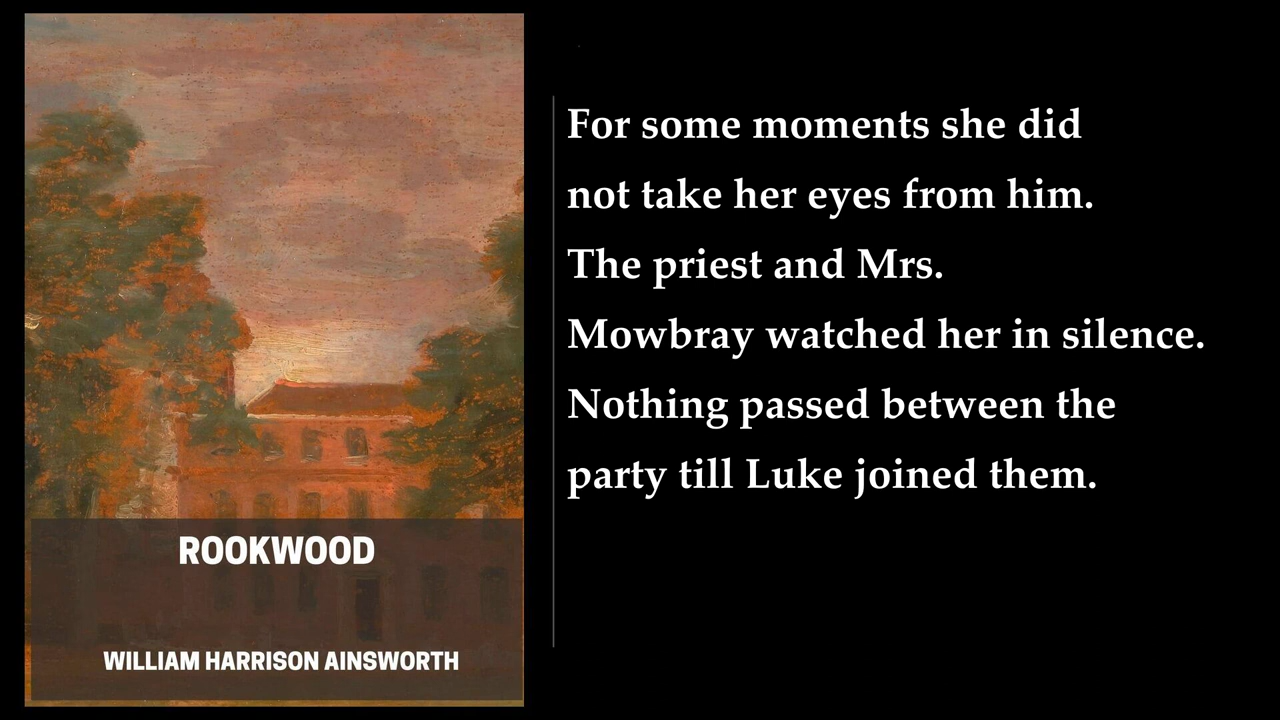 For some moments she did
not take her eyes from him.
The priest and Mrs.
Mowbray watched her in silence.
Nothing passed between the
party till Luke joined them.
ROOKWOOD
WILLIAM HARRISON AINSWORTH